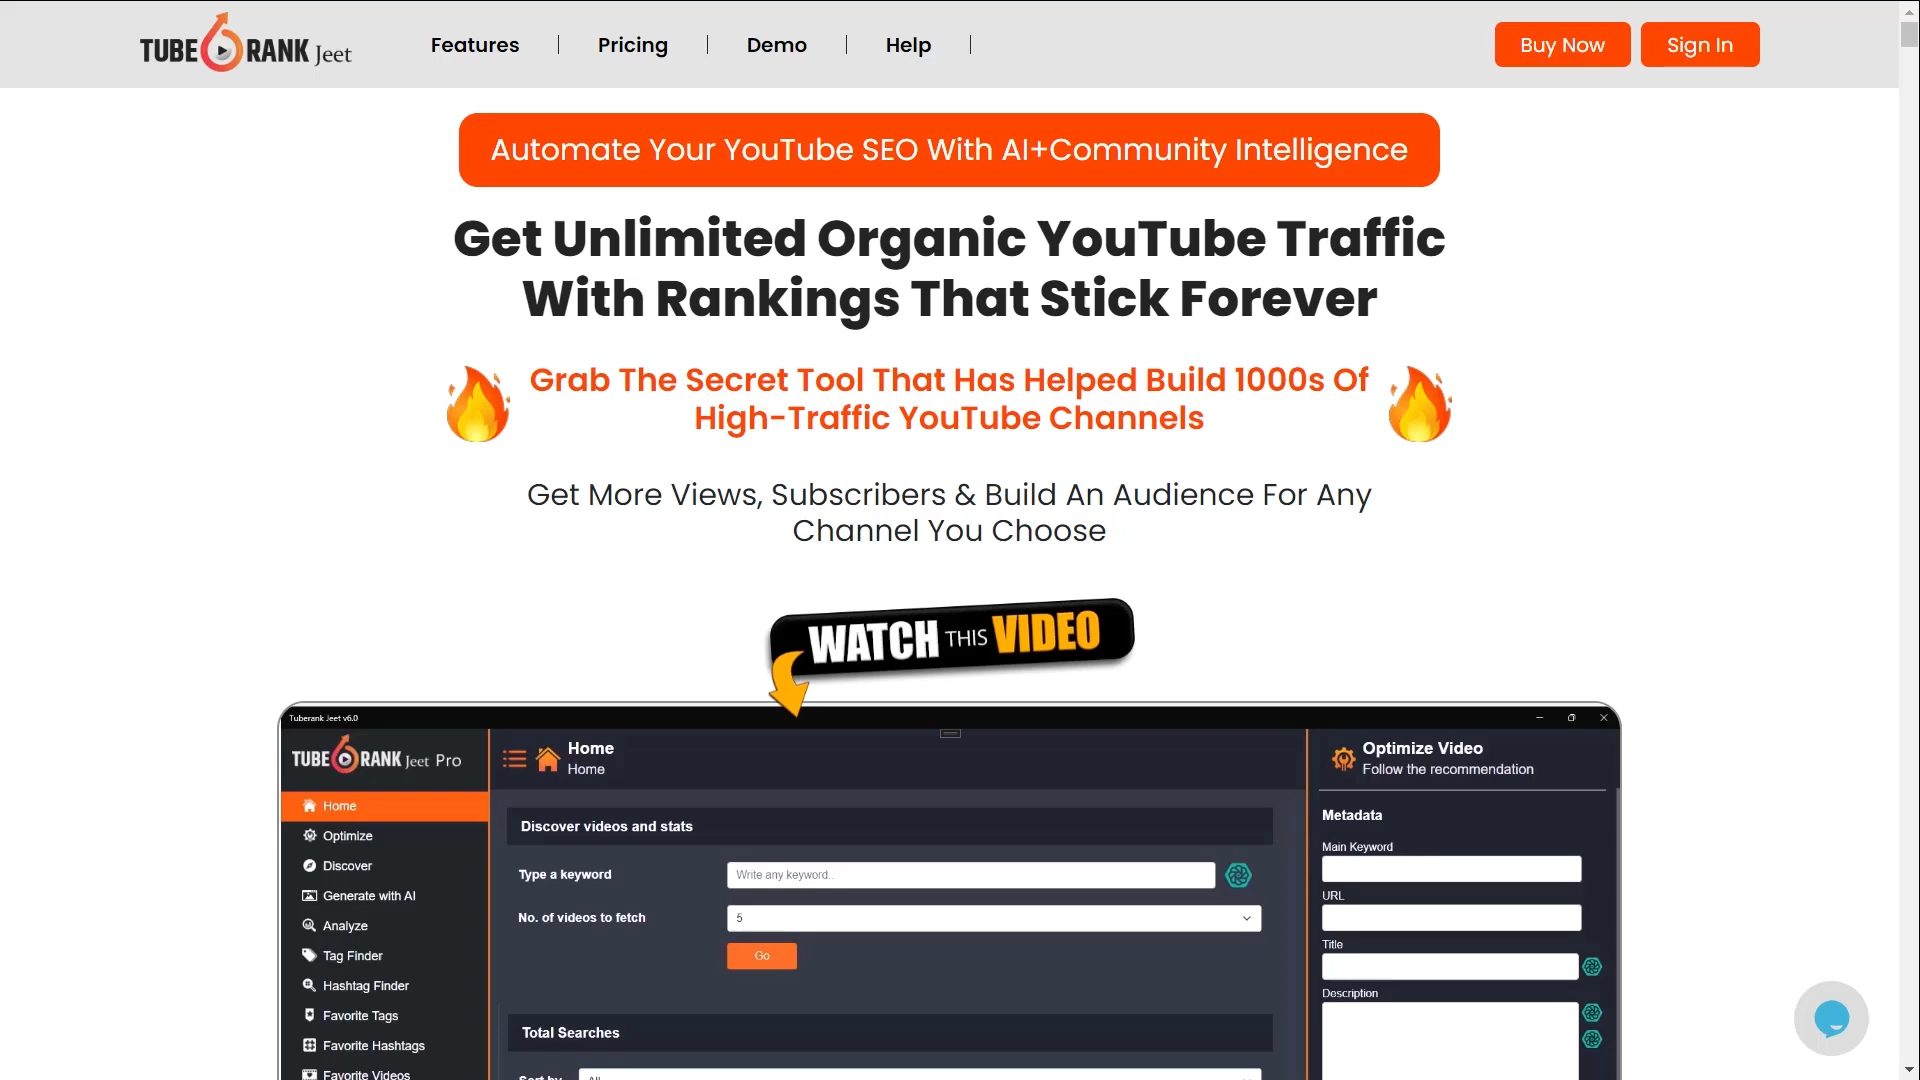 TUBE RANK Jeet
Features
Pricing
Demo
Help
Buy Now
Sign In
Automate Your YouTube SEO With AI+Community Intelligence
Get Unlimited Organic YouTube Traffic
With Rankings That Stick Forever
Grab The Secret Tool That Has Helped Build 1000s Of
High-Traffic YouTube Channels
Get More Views, Subscribers & Build An Audience For Any
Channel You Choose
WATCH THIS VIDEO
Tuberank Jeet v6.0
TUBE RANK Jeet Pro
Home
Optimize
Discover
Generate with AI
Analyze
Tag Finder
Hashtag Finder
Favorite Tags
Favorite Hashtags
Favorite Videos
Home
Home
Discover videos and stats
Type a keyword
Write any keyword..
No. of videos to fetch
5
Go
Total Searches
Sort by
All
Optimize Video
Follow the recommendation
Metadata
Main Keyword
URL
Title
Description